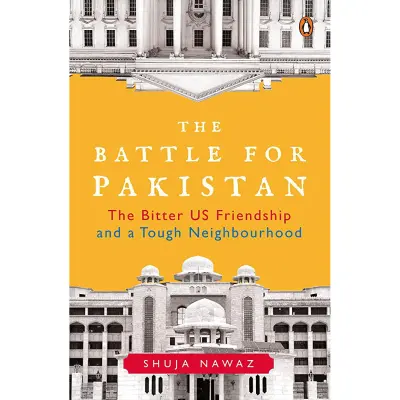 THE
BATTLE FOR
PAKISTAN
The Bitter US Friendship
and a Tough Neighbourhood
SHUJA NAWAZ